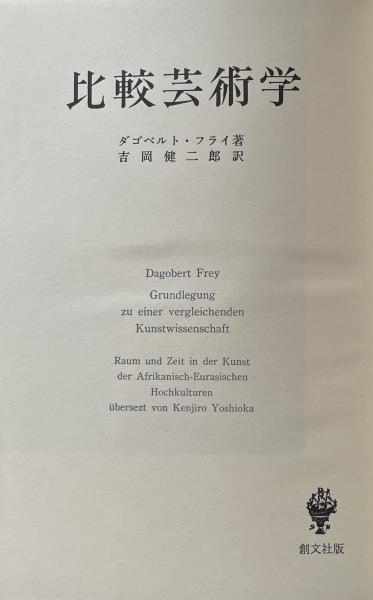 比較芸術学
ダゴベルト・フライ著
吉岡健二郎訳
Dagobert Frey
Grundlegung
zu einer vergleichenden
Kunstwissenschaft
Raum und Zeit in der Kunst
der Afrikanisch-Eurasischen
Hochkulturen
übersezt von Kenjiro Yoshioka
創文社版